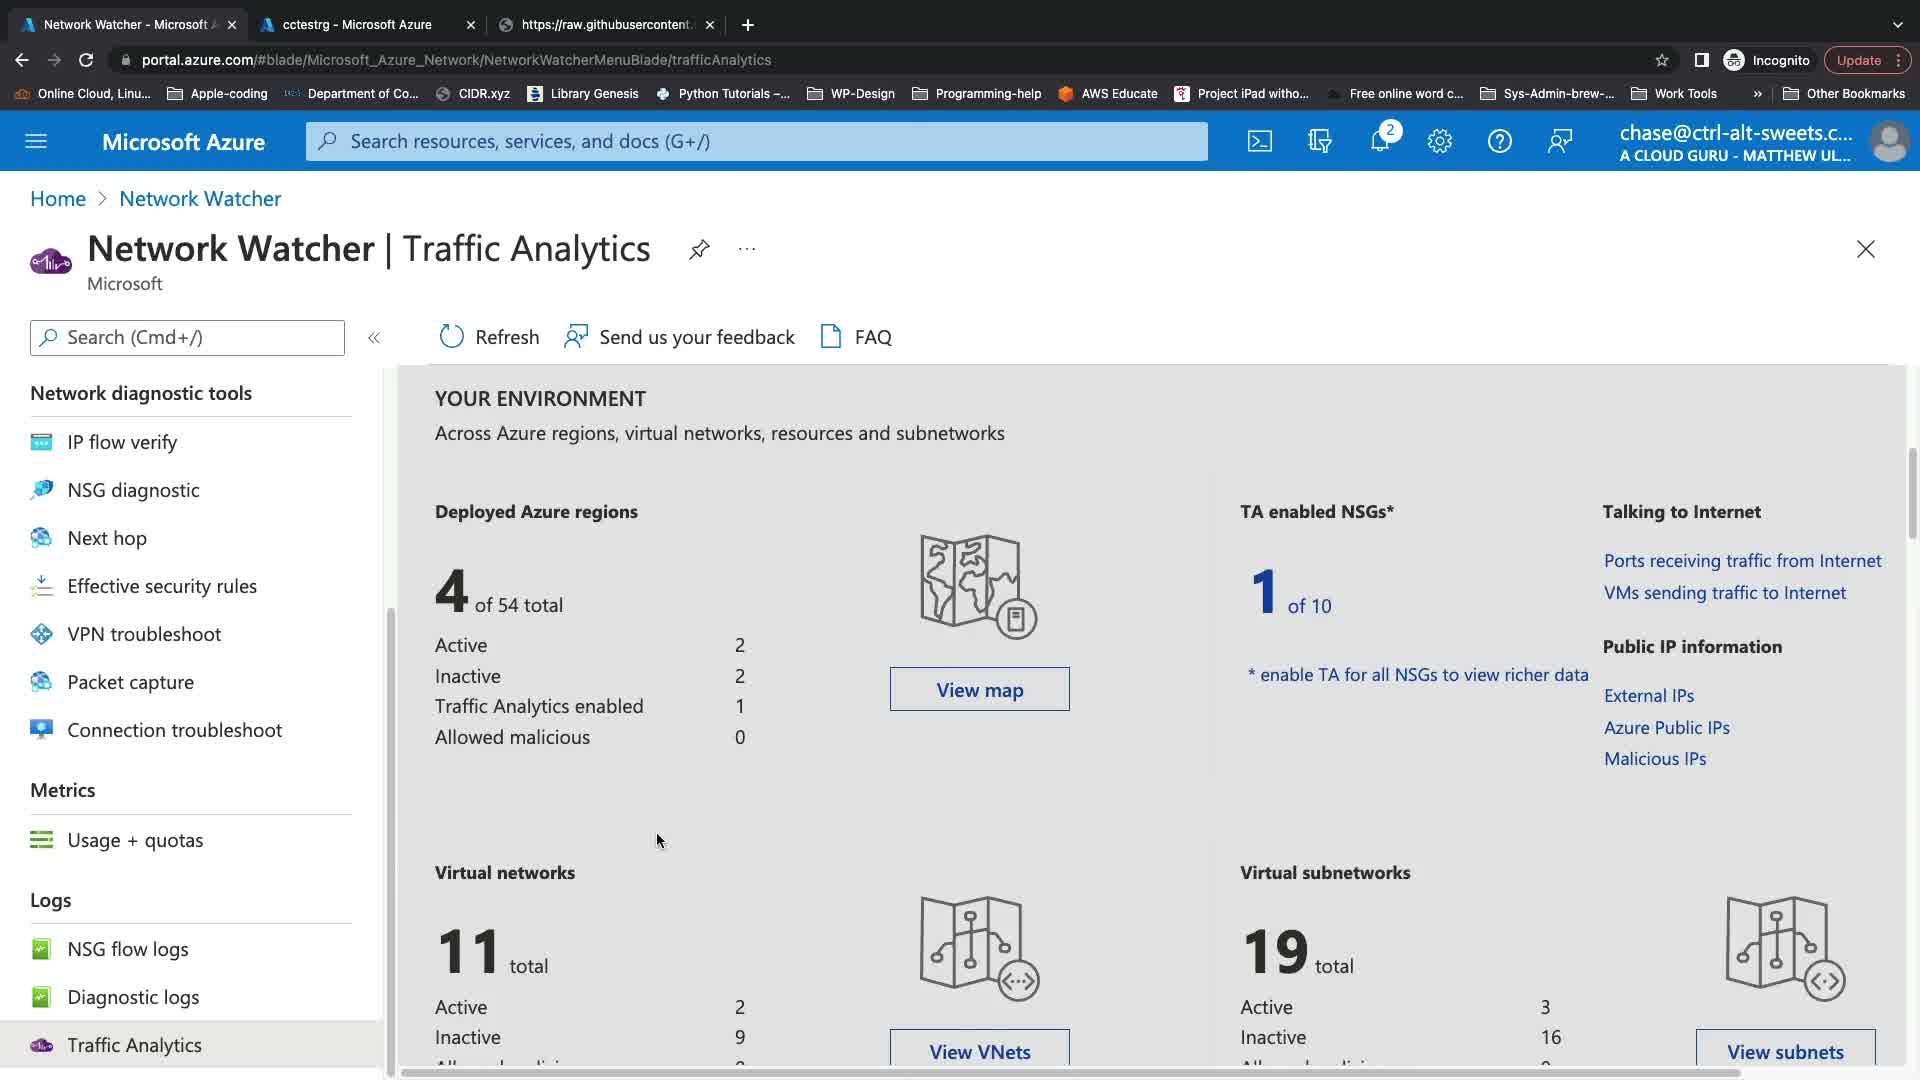 Network Watcher - Microsoft A
cctestrg - Microsoft Azure
https://raw.githubusercontent.
portal.azure.com/#blade/Microsoft_Azure_Network/NetworkWatcherMenuBlade/trafficAnalytics
Incognito
Update
Online Cloud, Linu...
Apple-coding
Department of Co...
CIDR.xyz
Library Genesis
Python Tutorials –...
WP-Design
Programming-help
AWS Educate
Project iPad witho...
Free online word c...
Sys-Admin-brew-...
Work Tools
»
Other Bookmarks
Microsoft Azure
Search resources, services, and docs (G+/)
2
chase@ctrl-alt-sweets.c...
A CLOUD GURU - MATTHEW UL...
Home > Network Watcher
Network Watcher | Traffic Analytics
Microsoft
Search (Cmd+/)
Refresh
Send us your feedback
FAQ
Network diagnostic tools
IP flow verify
NSG diagnostic
Next hop
Effective security rules
VPN troubleshoot
Packet capture
Connection troubleshoot
Metrics
Usage + quotas
Logs
NSG flow logs
Diagnostic logs
Traffic Analytics
YOUR ENVIRONMENT
Across Azure regions, virtual networks, resources and subnetworks
Deployed Azure regions
4 of 54 total
Active 2
Inactive 2
Traffic Analytics enabled 1
Allowed malicious 0
View map
TA enabled NSGs*
1 of 10
* enable TA for all NSGs to view richer data
Talking to Internet
Ports receiving traffic from Internet
VMs sending traffic to Internet
Public IP information
External IPs
Azure Public IPs
Malicious IPs
Virtual networks
11 total
Active 2
Inactive 9
View VNets
Virtual subnetworks
19 total
Active 3
Inactive 16
View subnets